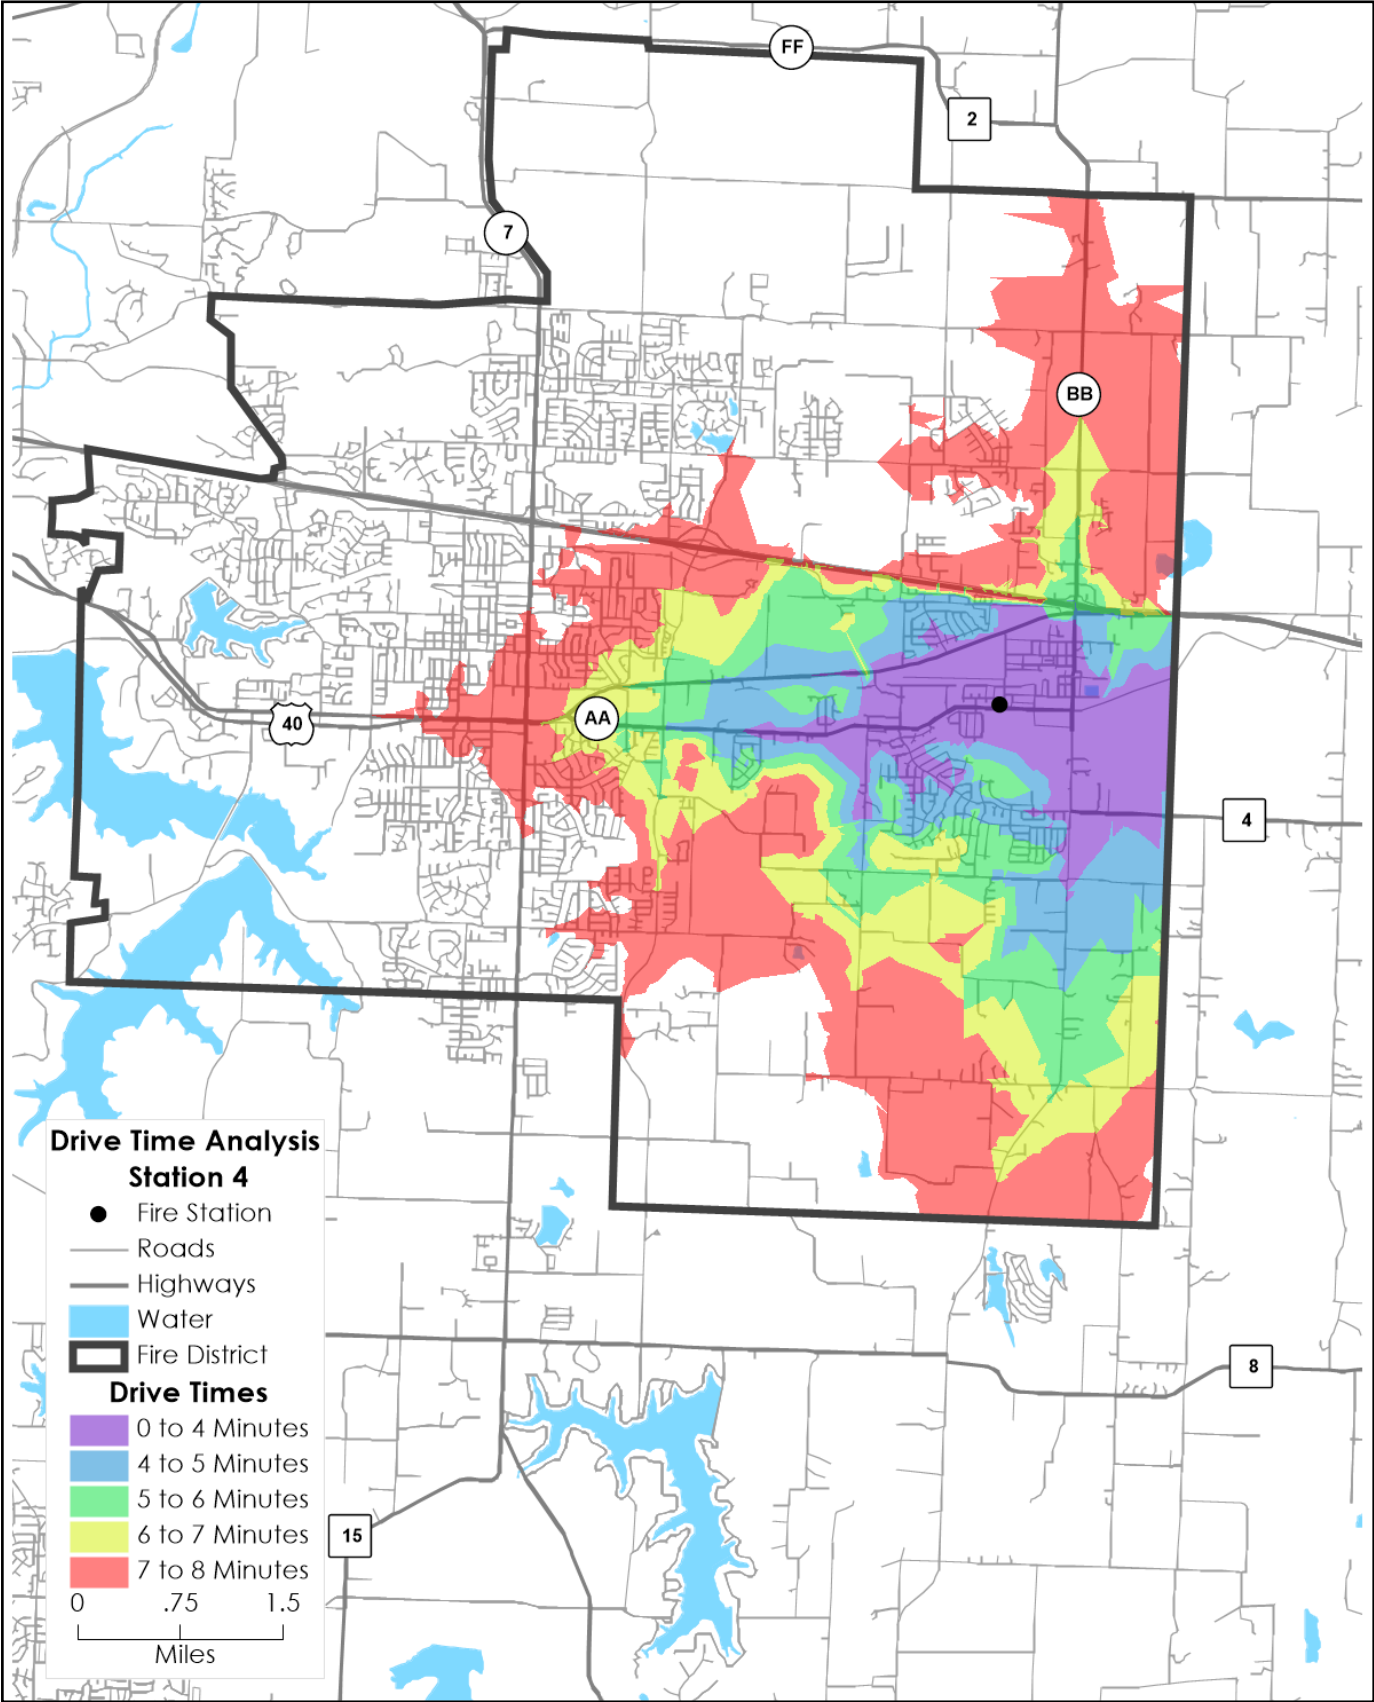 FF
2
7
BB
AA
40
4
Drive Time Analysis
Station 4
Fire Station
Roads
Highways
Water
Fire District
Drive Times
0 to 4 Minutes
4 to 5 Minutes
5 to 6 Minutes
6 to 7 Minutes
7 to 8 Minutes
0 .75 1.5
Miles
8
15